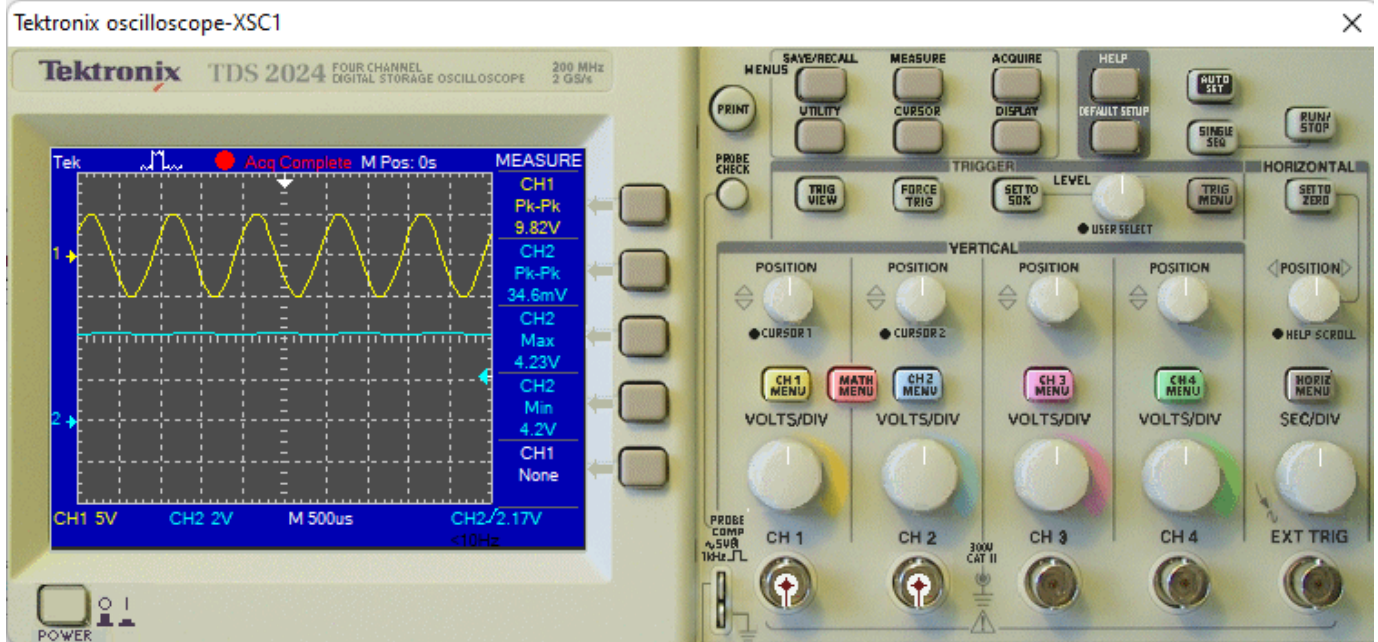 Tektronix oscilloscope-XSC1
Tektronix TDS 2024 FOUR CHANNEL DIGITAL STORAGE OSCILLOSCOPE 200 MHz 2 GS/s
Tek Acq Complete M Pos: 0s MEASURE
CH1
Pk-Pk
9.82V
CH2
Pk-Pk
34.6mV
CH2
Max
4.23V
CH2
Min
4.2V
CH1
None
1
2
CH1 5V CH2 2V M 500us CH2 2.17V
<10Hz
POWER
PRINT
MENUS
SAVE/RECALL MEASURE ACQUIRE HELP
AUTO SET
UTILITY CURSOR DISPLAY DEFAULT SETUP
SINGLE SEQ
RUN/STOP
PROBE CHECK
TRIGGER HORIZONTAL
TRIG VIEW FORCE TRIG SET TO 50% LEVEL TRIG MENU SET TO ZERO
USER SELECT
VERTICAL
POSITION POSITION POSITION POSITION POSITION
CURSOR 1 CURSOR 2 HELP SCROLL
CH 1 MENU MATH MENU CH 2 MENU CH 3 MENU CH 4 MENU HORIZ MENU
VOLTS/DIV VOLTS/DIV VOLTS/DIV VOLTS/DIV SEC/DIV
PROBE COMP
~5V
1kHz
CH 1 CH 2 CH 3 CH 4 EXT TRIG
300V
CAT II